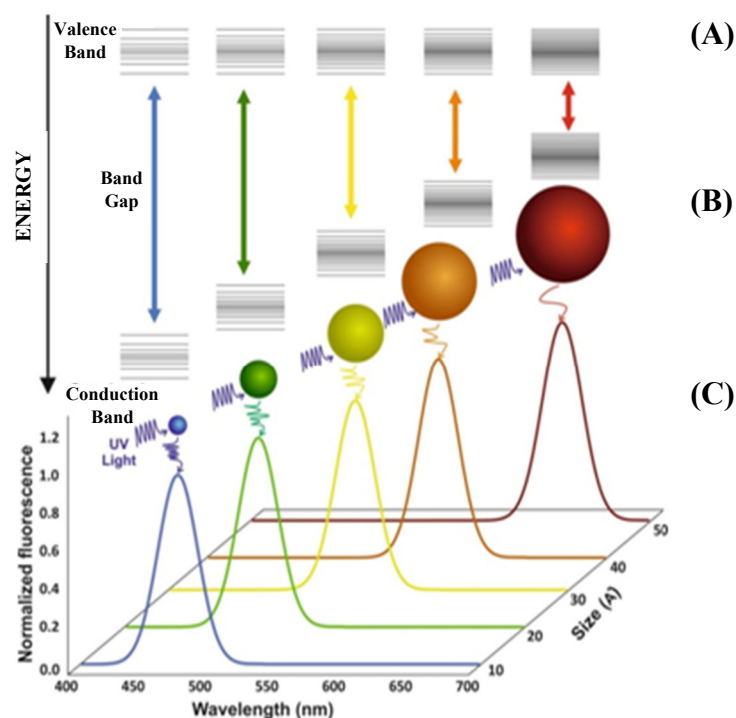 Valence
Band
(A)
ENERGY
Band
Gap
(B)
Conduction
Band
(C)
UV
Light
Normalized fluorescence
1.2
1.0
0.8
0.6
0.4
0.2
0.0
400
450
500
550
600
650
700
Wavelength (nm)
10
20
30
40
50
Size (A)